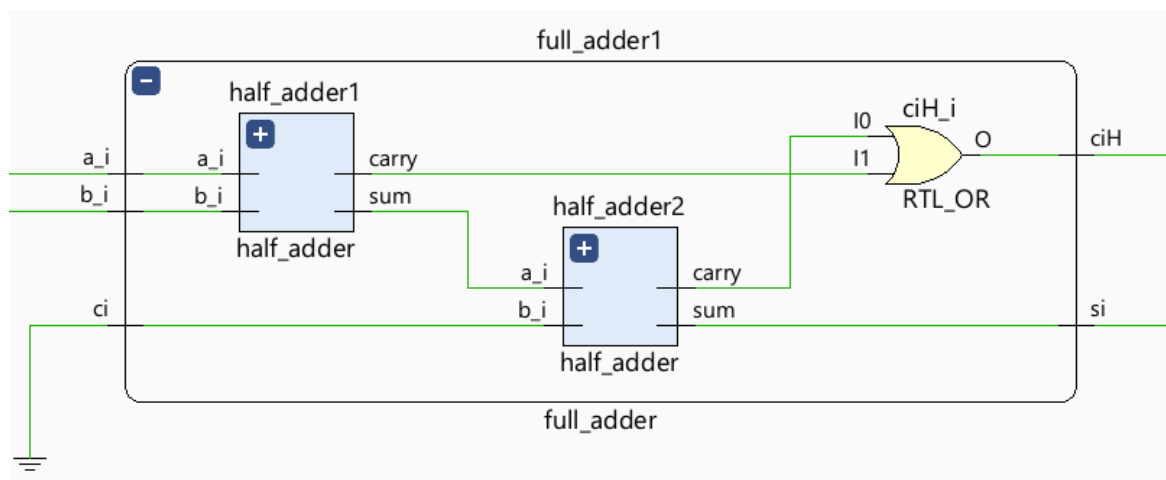 full_adder1
half_adder1
ciH_i
I0
O
ciH
a_i
a_i
carry
I1
b_i
b_i
sum
RTL_OR
half_adder2
half_adder
a_i
carry
ci
b_i
sum
si
half_adder
full_adder